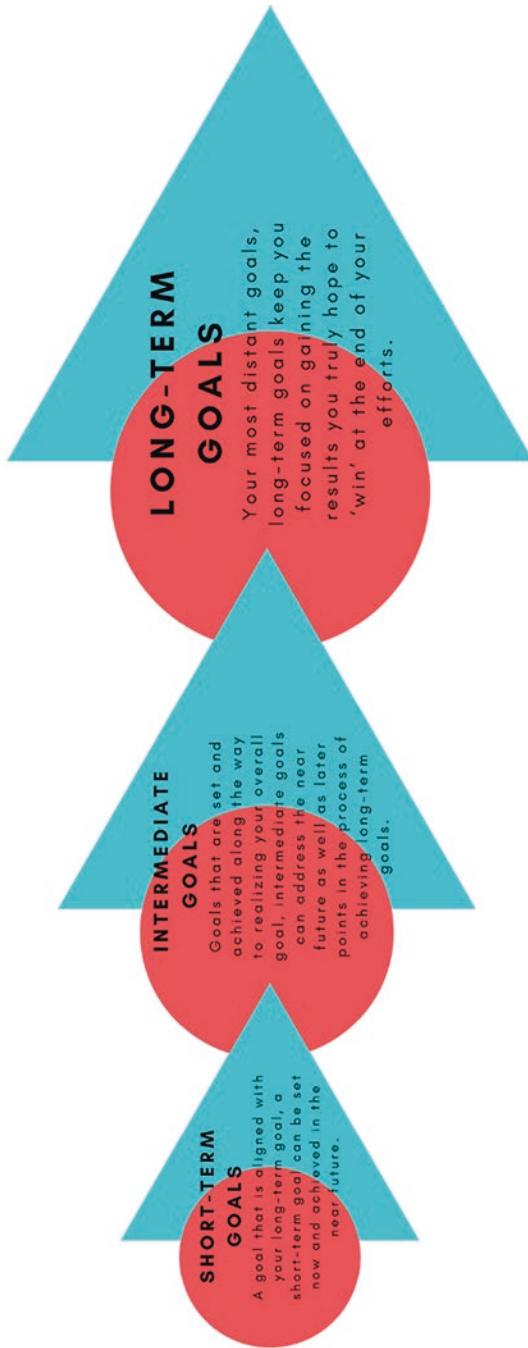 SHORT-TERM
GOALS
A goal that is aligned with
your long-term goal, a
short-term goal can be set
now and achieved in the
near future.
INTERMEDIATE
GOALS
Goals that are set and
achieved along the way
to realizing your overall
goal, intermediate goals
can address the near
future as well as later
points in the process of
achieving long-term
goals.
LONG-TERM
GOALS
Your most distant goals,
long-term goals keep you
focused on gaining the
results you truly hope to
‘win’ at the end of your
efforts.